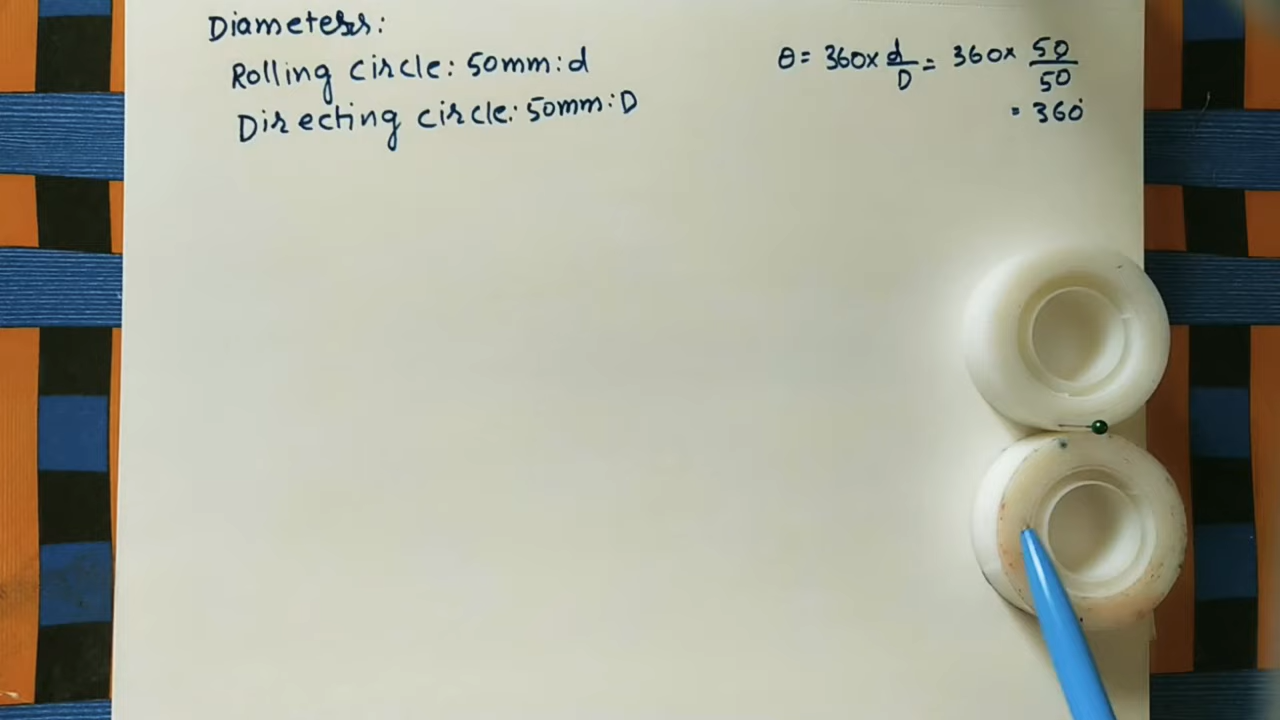 Diameters:
Rolling circle: 50mm: d
Directing circle: 50mm: D
θ = 360× d/D = 360× 50/50
= 360°